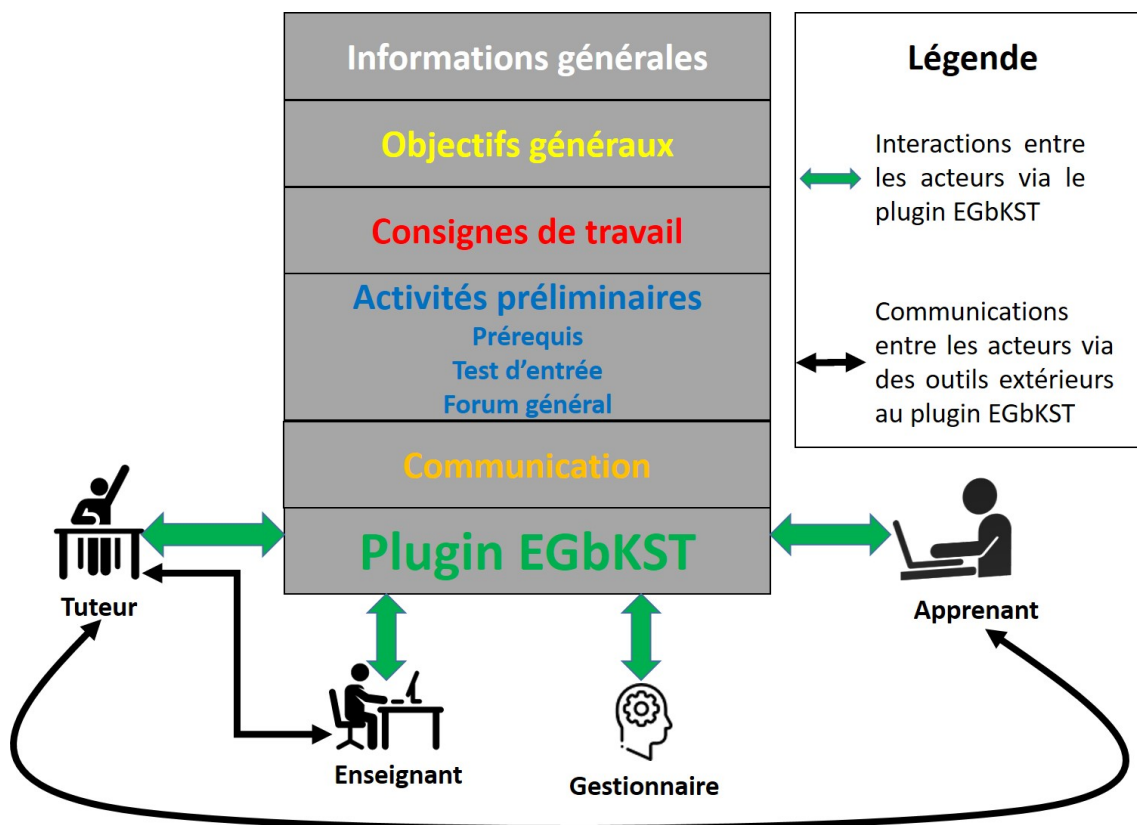 Informations générales
Objectifs généraux
Consignes de travail
Activités préliminaires
Prérequis
Test d'entrée
Forum général
Communication
Plugin EGbKST
Légende
Interactions entre
les acteurs via le
plugin EGbKST
Communications
entre les acteurs via
des outils extérieurs
au plugin EGbKST
Tuteur
Apprenant
Enseignant
Gestionnaire